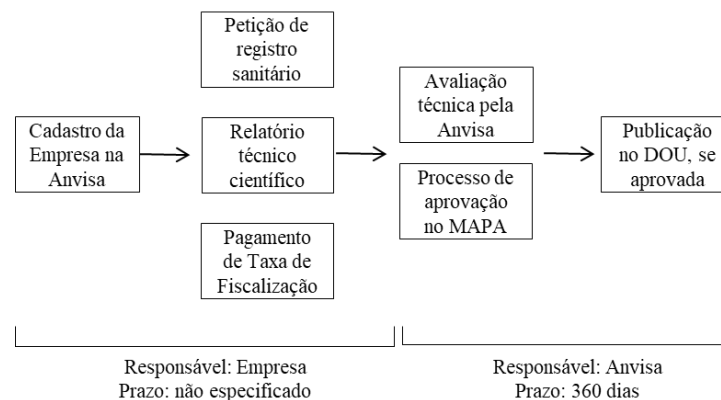 Cadastro da
Empresa na
Anvisa
Petição de
registro
sanitário
Relatório
técnico
científico
Pagamento
de Taxa de
Fiscalização
Avaliação
técnica pela
Anvisa
Processo de
aprovação
no MAPA
Publicação
no DOU, se
aprovada
Responsável: Empresa
Prazo: não especificado
Responsável: Anvisa
Prazo: 360 dias